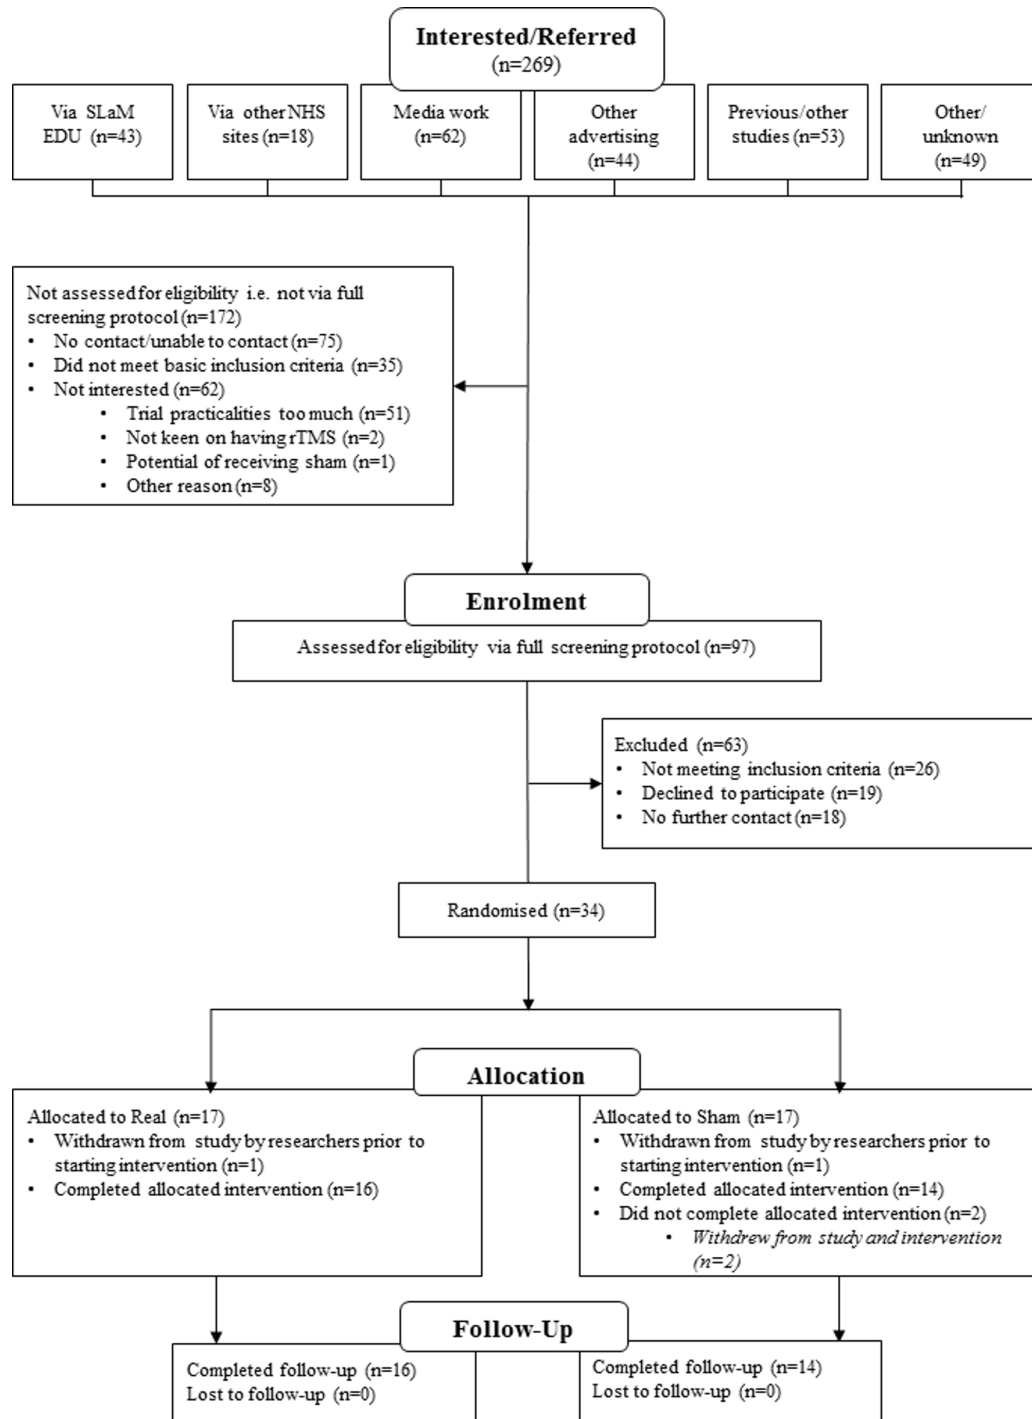 Interested/Referred
(n=269)
Via SLaM
EDU (n=43)
Via other NHS
sites (n=18)
Media work
(n=62)
Other
advertising
(n=44)
Previous/other
studies (n=53)
Other/
unknown
(n=49)
Not assessed for eligibility i.e. not via full
screening protocol (n=172)
• No contact/unable to contact (n=75)
• Did not meet basic inclusion criteria (n=35)
• Not interested (n=62)
• Trial practicalities too much (n=51)
• Not keen on having rTMS (n=2)
• Potential of receiving sham (n=1)
• Other reason (n=8)
Enrolment
Assessed for eligibility via full screening protocol (n=97)
Excluded (n=63)
• Not meeting inclusion criteria (n=26)
• Declined to participate (n=19)
• No further contact (n=18)
Randomised (n=34)
Allocation
Allocated to Real (n=17)
• Withdrawn from study by researchers prior to
starting intervention (n=1)
• Completed allocated intervention (n=16)
Allocated to Sham (n=17)
• Withdrawn from study by researchers prior to
starting intervention (n=1)
• Completed allocated intervention (n=14)
• Did not complete allocated intervention (n=2)
• Withdrew from study and intervention
(n=2)
Follow-Up
Completed follow-up (n=16)
Lost to follow-up (n=0)
Completed follow-up (n=14)
Lost to follow-up (n=0)